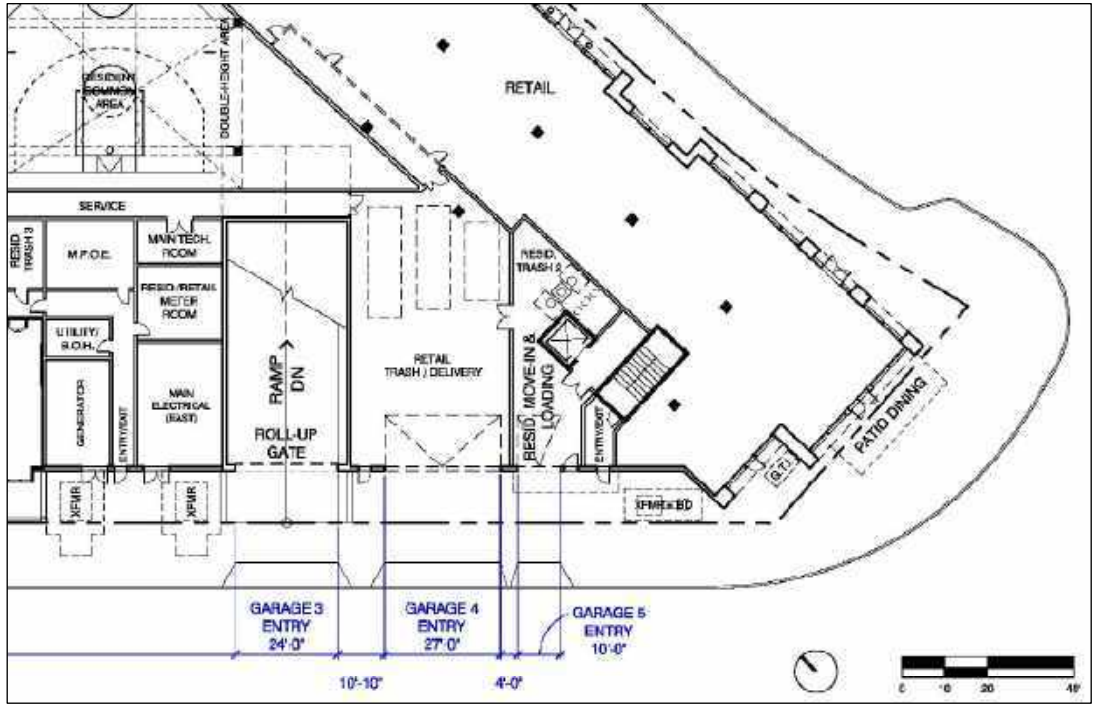 RESIDENT
COMMON
AREA
DOUBLE-HEIGHT AREA
RETAIL
SERVICE
RESID.
TRASH 3
M.P.O.E.
MAIN TECH.
ROOM
RESID./RETAIL
METER
ROOM
UTILITY/
B.O.H.
GENERATOR
ENTRY/EXIT
MAIN
ELECTRICAL
(EAST)
RAMP
DN
ROLL-UP
GATE
RETAIL
TRASH / DELIVERY
RESID.
TRASH 2
RESID. MOVE-IN &
LOADING
ENTRY/EXIT
PATIO DINING
G.T.I.
XFMR
XFMR
GARAGE 3
ENTRY
24'-0"
GARAGE 4
ENTRY
27'-0"
GARAGE 5
ENTRY
10'-0"
10'-10"
4'-0"
0 10 20 40'